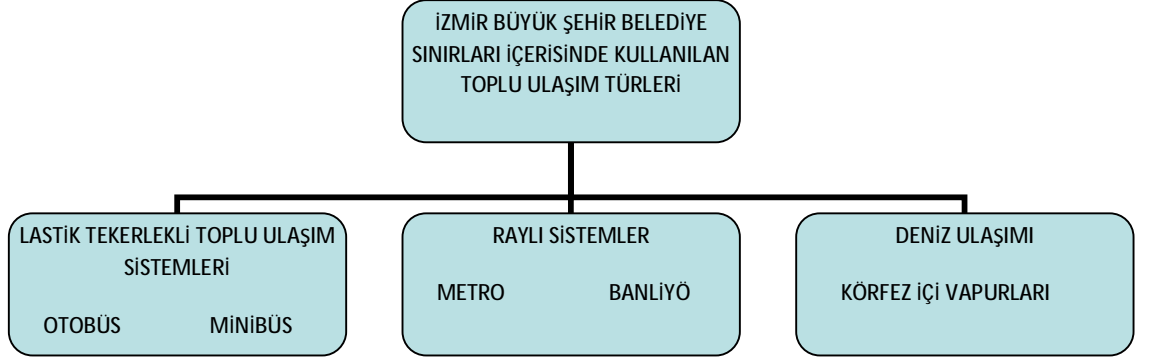 İZMİR BÜYÜK ŞEHİR BELEDİYE
SINIRLARI İÇERİSİNDE KULLANILAN
TOPLU ULAŞIM TÜRLERİ
LASTİK TEKERLEKLİ TOPLU ULAŞIM
SİSTEMLERİ
OTOBÜS MİNİBÜS
RAYLI SİSTEMLER
METRO BANLİYÖ
DENİZ ULAŞIMI
KÖRFEZ İÇİ VAPURLARI